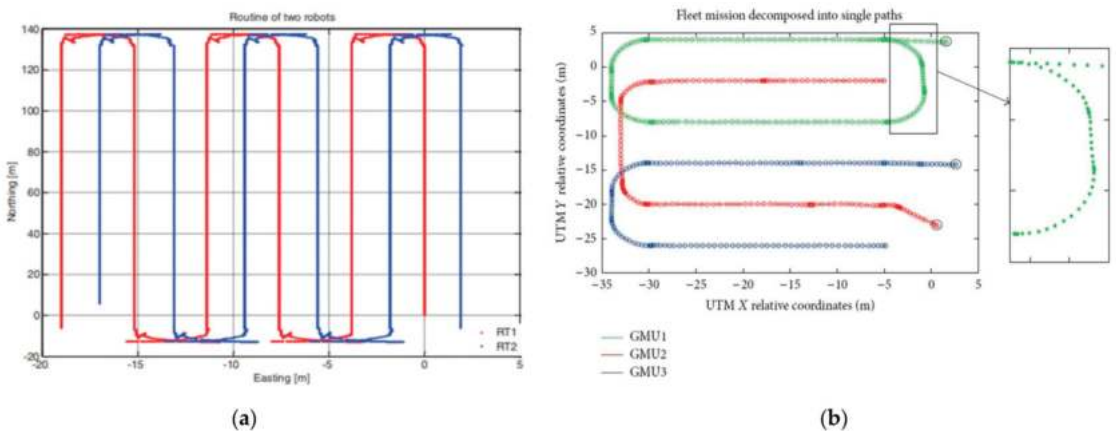 Routine of two robots
140
120
100
80
60
40
20
0
-20
Northing [m]
-20
-15
-10
-5
0
5
Easting [m]
RT1
RT2
(a)
Fleet mission decomposed into single paths
5
0
−5
−10
−15
−20
−25
−30
UTM Y relative coordinates (m)
−35
−30
−25
−20
−15
−10
−5
0
5
UTM X relative coordinates (m)
GMU1
GMU2
GMU3
(b)